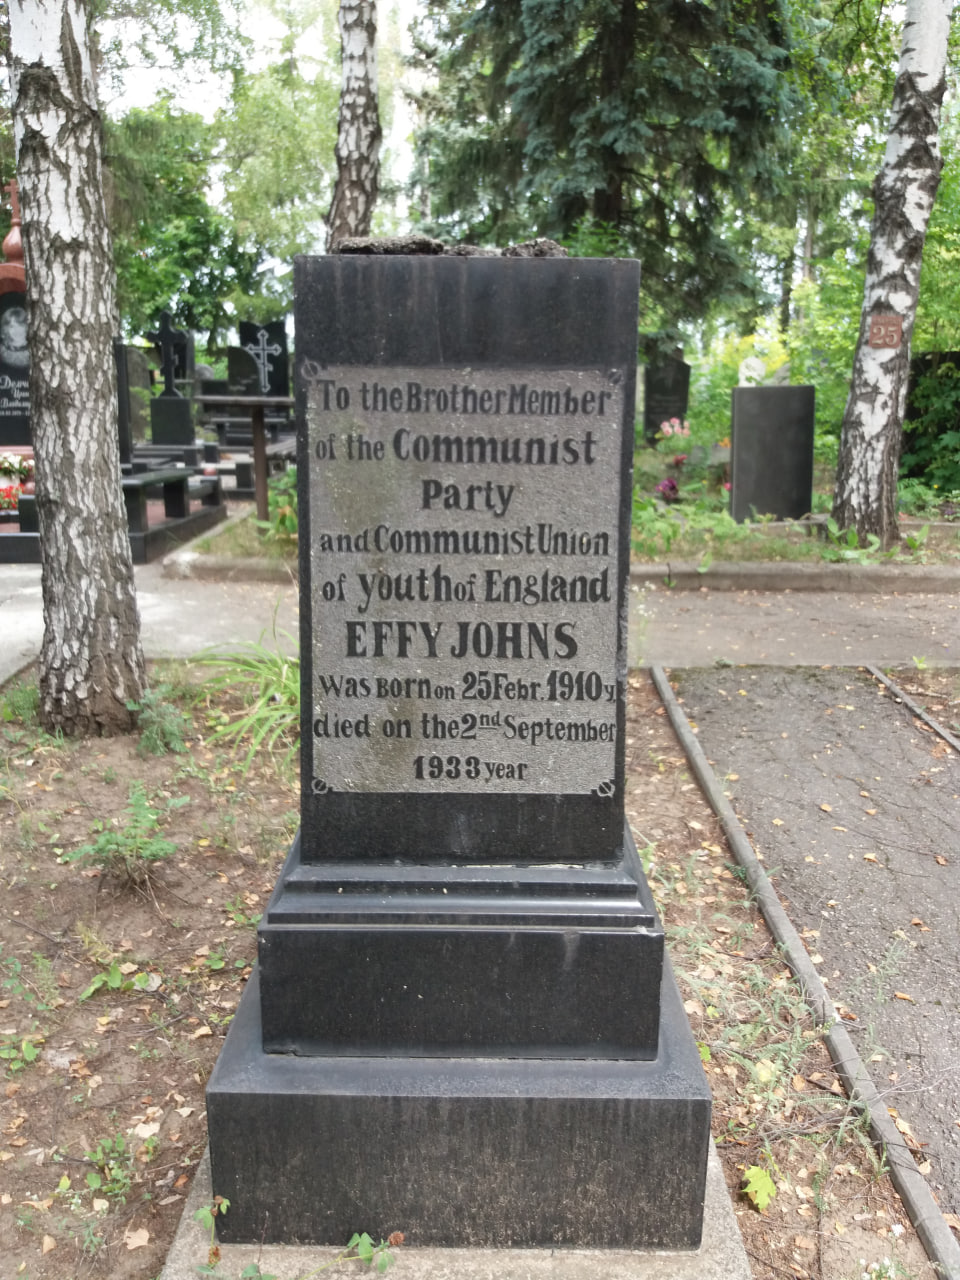 To the Brother Member
of the Communist
Party
and Communist Union
of youth of England
EFFY JOHNS
Was Born on 25 Febr. 1910 y,
died on the 2nd September
1933 year
25